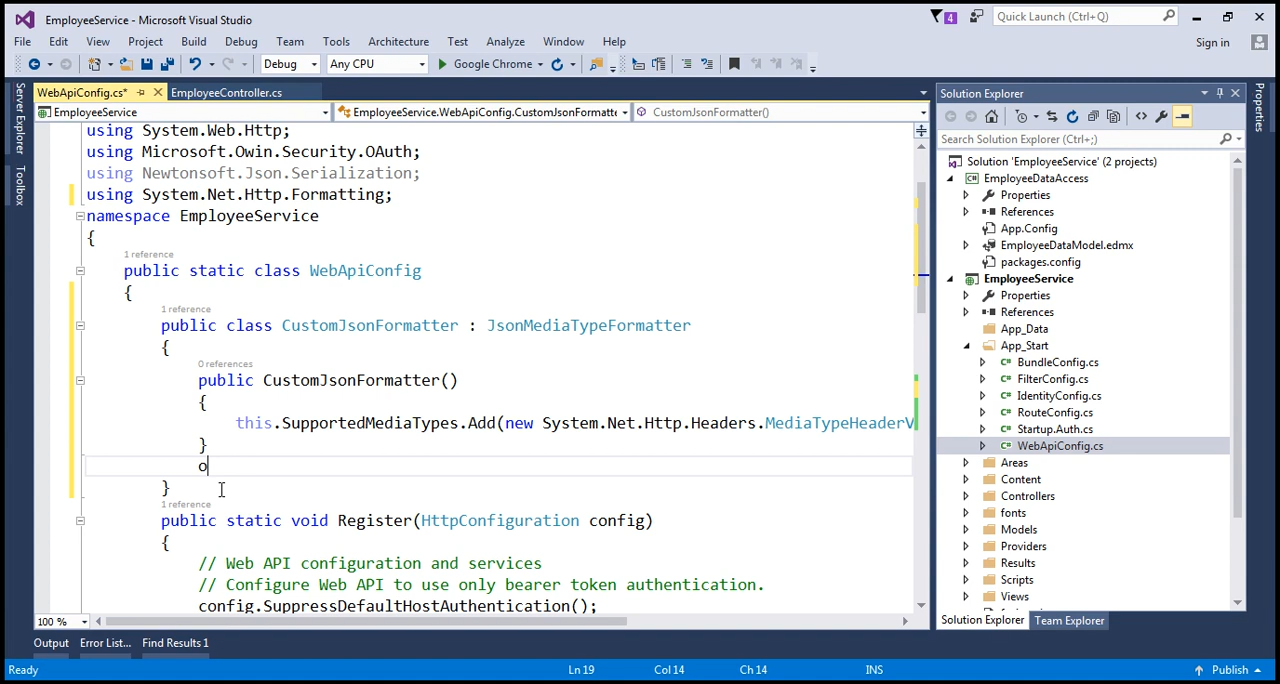 EmployeeService - Microsoft Visual Studio
4
Quick Launch (Ctrl+Q)
File Edit View Project Build Debug Team Tools Architecture Test Analyze Window Help
Sign in
Debug Any CPU Google Chrome
Server Explorer
Toolbox
WebApiConfig.cs* EmployeeController.cs
EmployeeService EmployeeService.WebApiConfig.CustomJsonFormatte CustomJsonFormatter()
using System.Web.Http;
using Microsoft.Owin.Security.OAuth;
using Newtonsoft.Json.Serialization;
using System.Net.Http.Formatting;
namespace EmployeeService
{
1 reference
public static class WebApiConfig
{
1 reference
public class CustomJsonFormatter : JsonMediaTypeFormatter
{
0 references
public CustomJsonFormatter()
{
this.SupportedMediaTypes.Add(new System.Net.Http.Headers.MediaTypeHeaderV
}
o
}
1 reference
public static void Register(HttpConfiguration config)
{
// Web API configuration and services
// Configure Web API to use only bearer token authentication.
config.SuppressDefaultHostAuthentication();
100 %
Solution Explorer
Search Solution Explorer (Ctrl+;)
Solution 'EmployeeService' (2 projects)
C# EmployeeDataAccess
Properties
References
App.Config
EmployeeDataModel.edmx
packages.config
EmployeeService
Properties
References
App_Data
App_Start
C# BundleConfig.cs
C# FilterConfig.cs
C# IdentityConfig.cs
C# RouteConfig.cs
C# Startup.Auth.cs
C# WebApiConfig.cs
Areas
Content
Controllers
fonts
Models
Providers
Results
Scripts
Views
Solution Explorer Team Explorer
Properties
Output Error List... Find Results 1
Ready Ln 19 Col 14 Ch 14 INS Publish